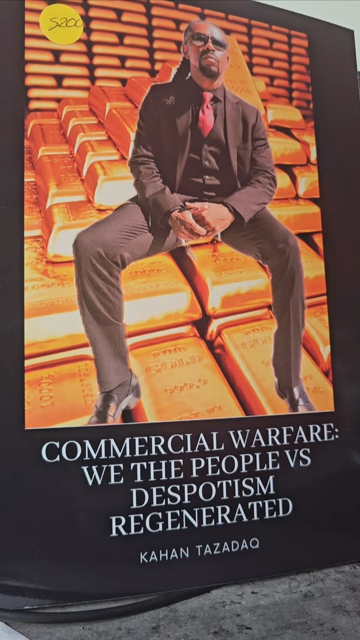 $200
COMMERCIAL WARFARE:
WE THE PEOPLE VS
DESPOTISM
REGENERATED
KAHAN TAZADAQ